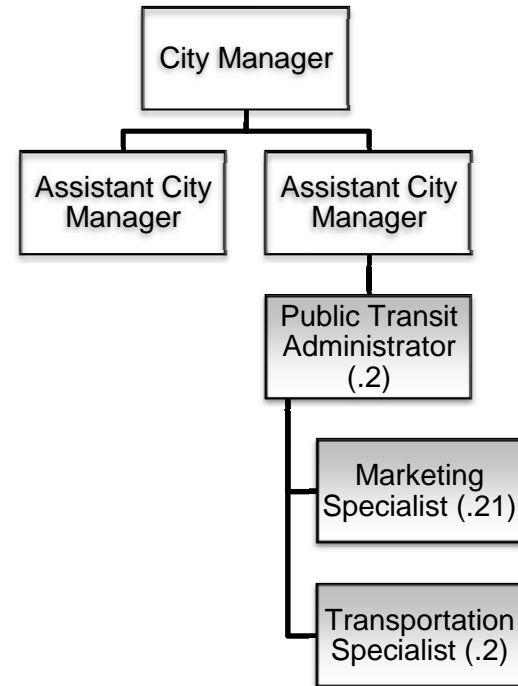 City Manager
Assistant City
Manager
Assistant City
Manager
Public Transit
Administrator
(.2)
Marketing
Specialist (.21)
Transportation
Specialist (.2)